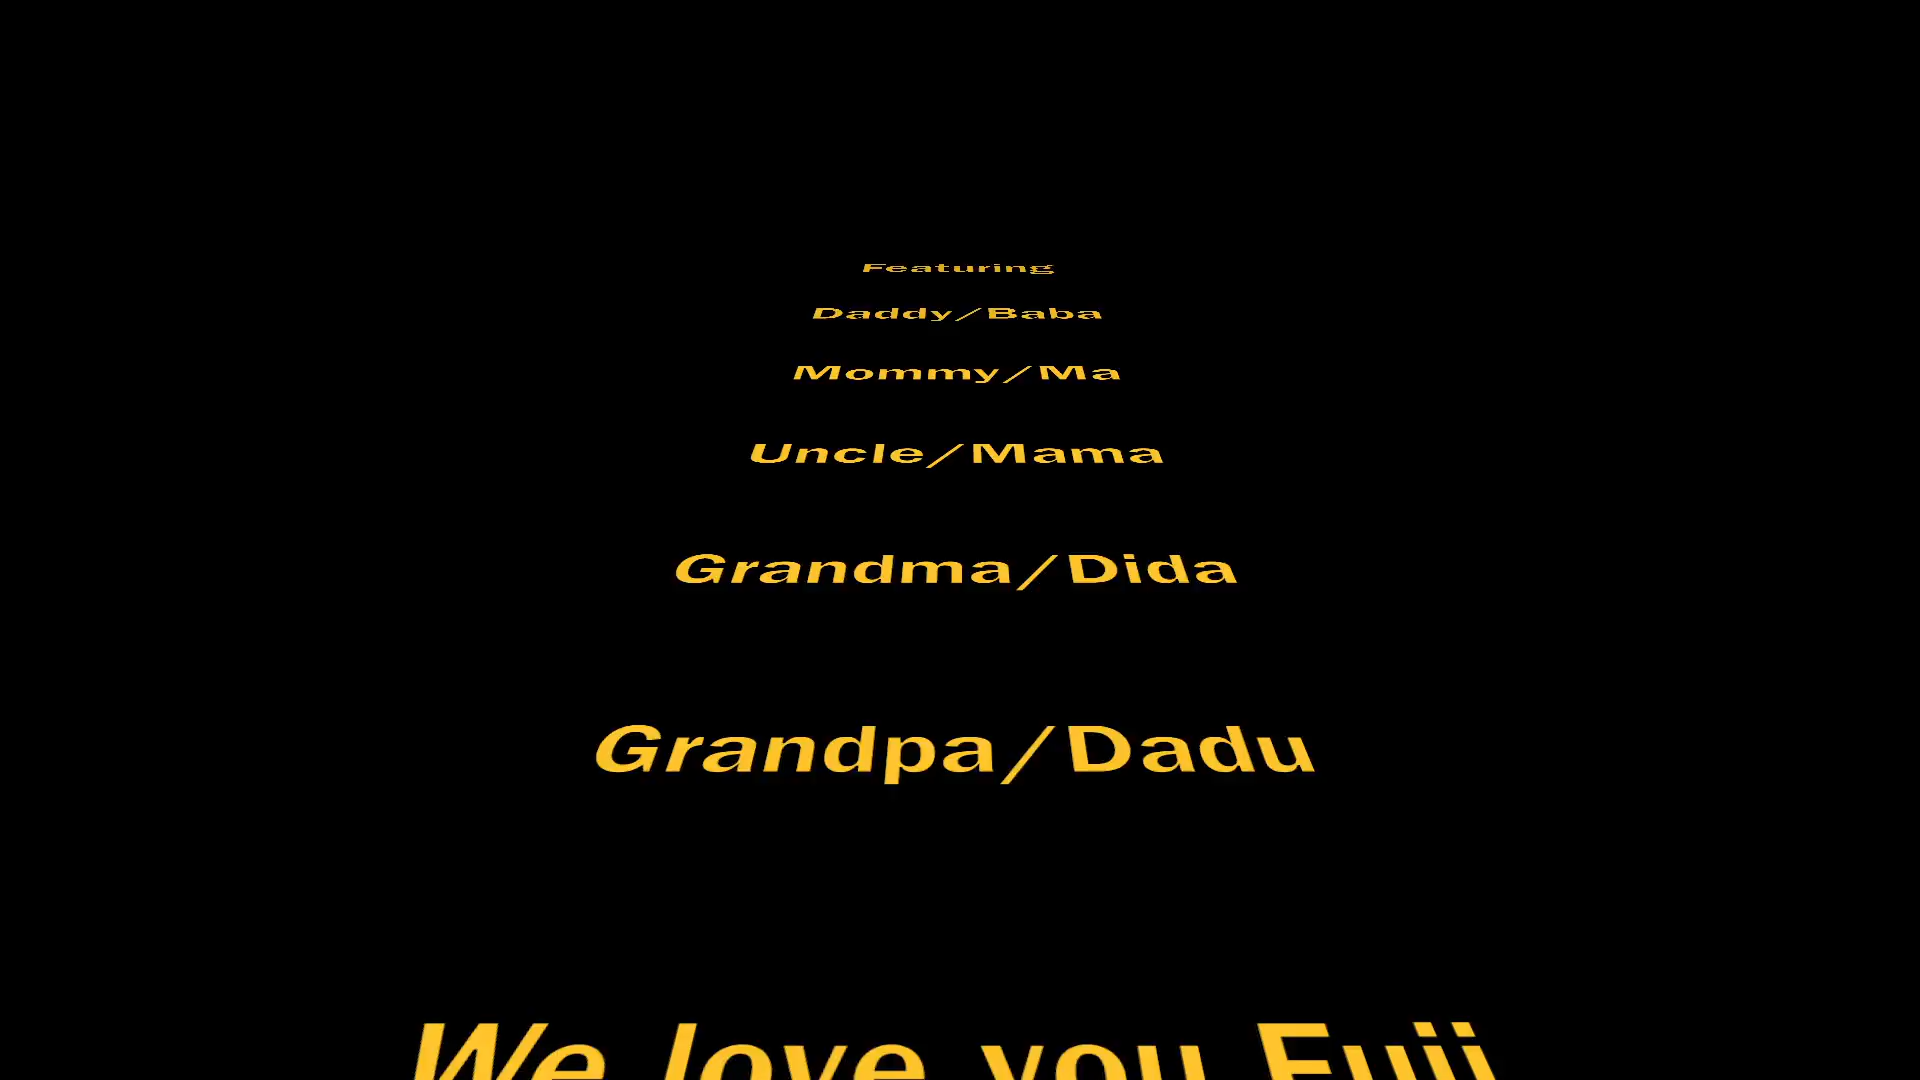 Featuring
Daddy/Baba
Mommy/Ma
Uncle/Mama
Grandma/Dida
Grandpa/Dadu
We love you Fuji